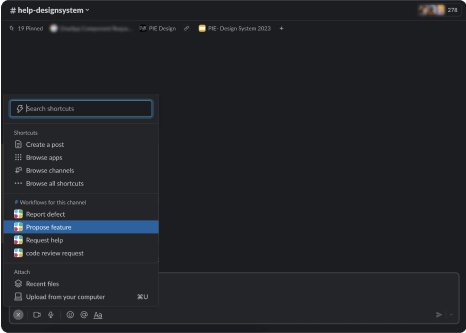 # help-designsystem
278
19 Pinned
PIE Design
PIE- Design System 2023
+
Search shortcuts
Shortcuts
Create a post
Browse apps
Browse channels
Browse all shortcuts
Workflows for this channel
Report defect
Propose feature
Request help
code review request
Attach
Recent files
Upload from your computer ⌘U
Aa